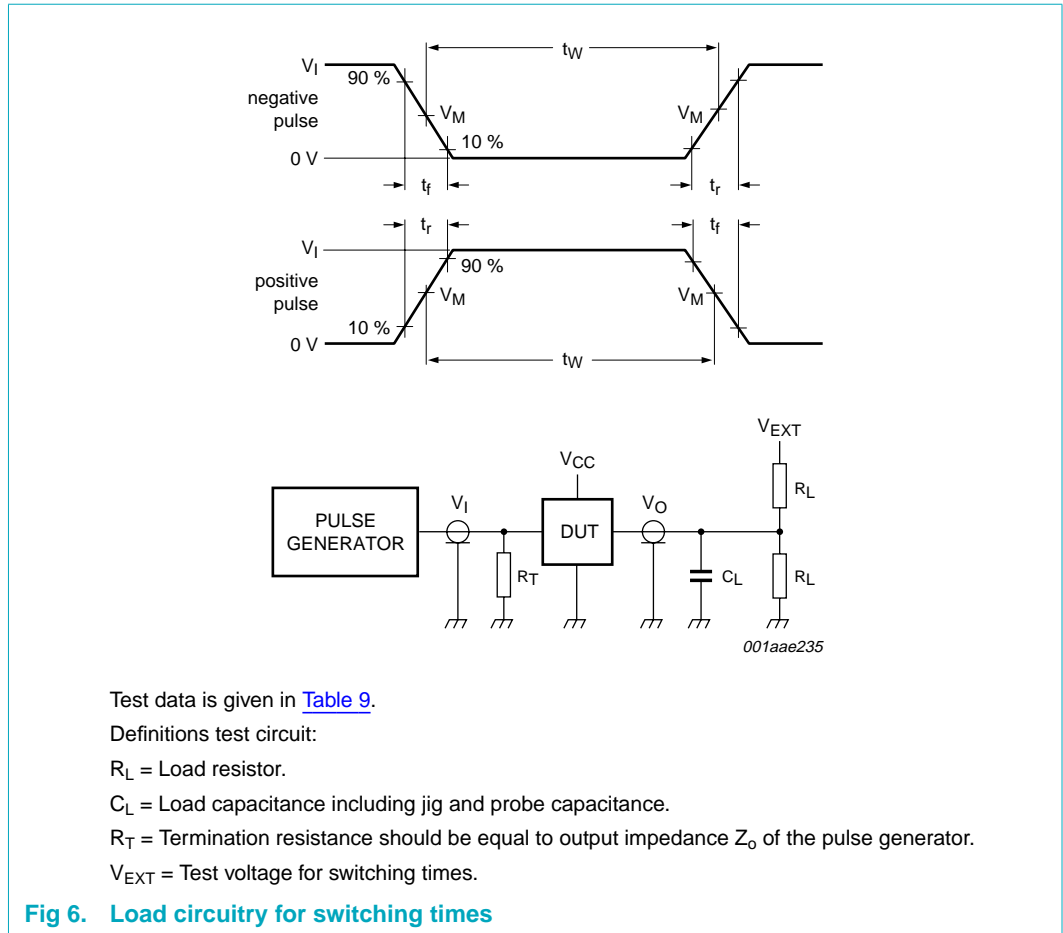 tW
VI
90 %
negative
pulse
VM
VM
10 %
0 V
tf
tr
tr
tf
VI
90 %
positive
pulse
VM
VM
10 %
0 V
tW
VEXT
VCC
RL
VI
VO
PULSE
GENERATOR
DUT
RT
CL
RL
001aae235
Test data is given in Table 9.
Definitions test circuit:
RL = Load resistor.
CL = Load capacitance including jig and probe capacitance.
RT = Termination resistance should be equal to output impedance Zo of the pulse generator.
VEXT = Test voltage for switching times.
Fig 6. Load circuitry for switching times